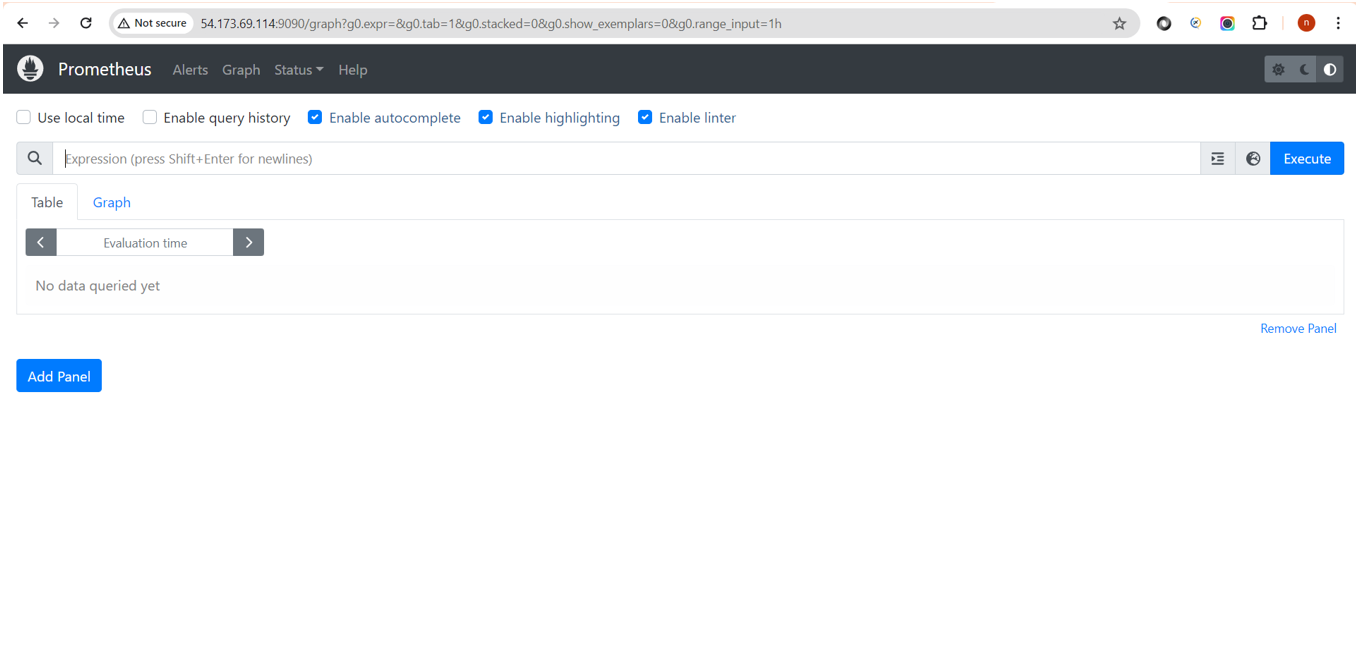 Not secure 54.173.69.114:9090/graph?g0.expr=&g0.tab=1&g0.stacked=0&g0.show_exemplars=0&g0.range_input=1h n
Prometheus Alerts Graph Status Help
Use local time Enable query history Enable autocomplete Enable highlighting Enable linter
Expression (press Shift+Enter for newlines) Execute
Table Graph
Evaluation time
No data queried yet
Remove Panel
Add Panel